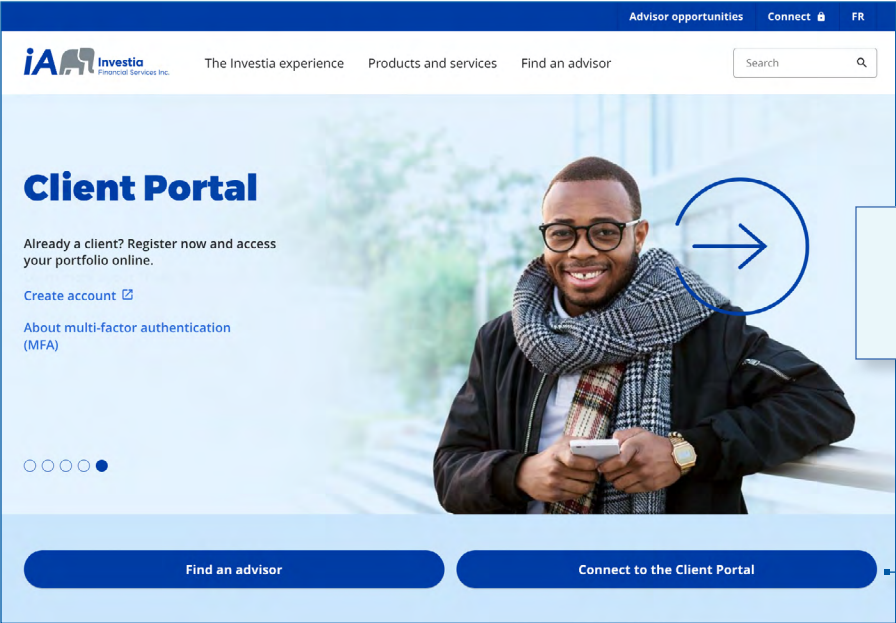 Advisor opportunities Connect FR
iA Investia
Financial Services Inc.
The Investia experience Products and services Find an advisor Search
Client Portal
Already a client? Register now and access
your portfolio online.
Create account
About multi-factor authentication
(MFA)
Find an advisor Connect to the Client Portal